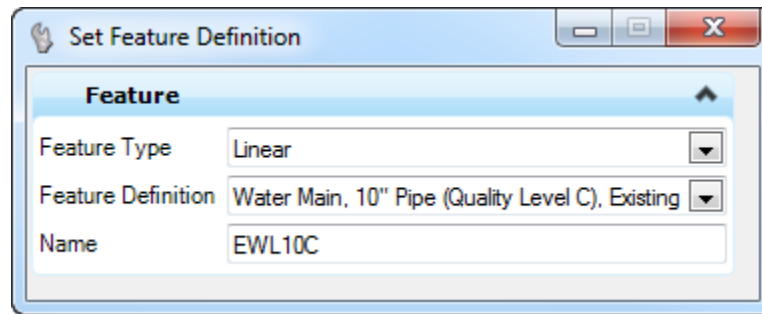 Set Feature Definition
Feature
Feature Type Linear
Feature Definition Water Main, 10" Pipe (Quality Level C), Existing
Name EWL10C